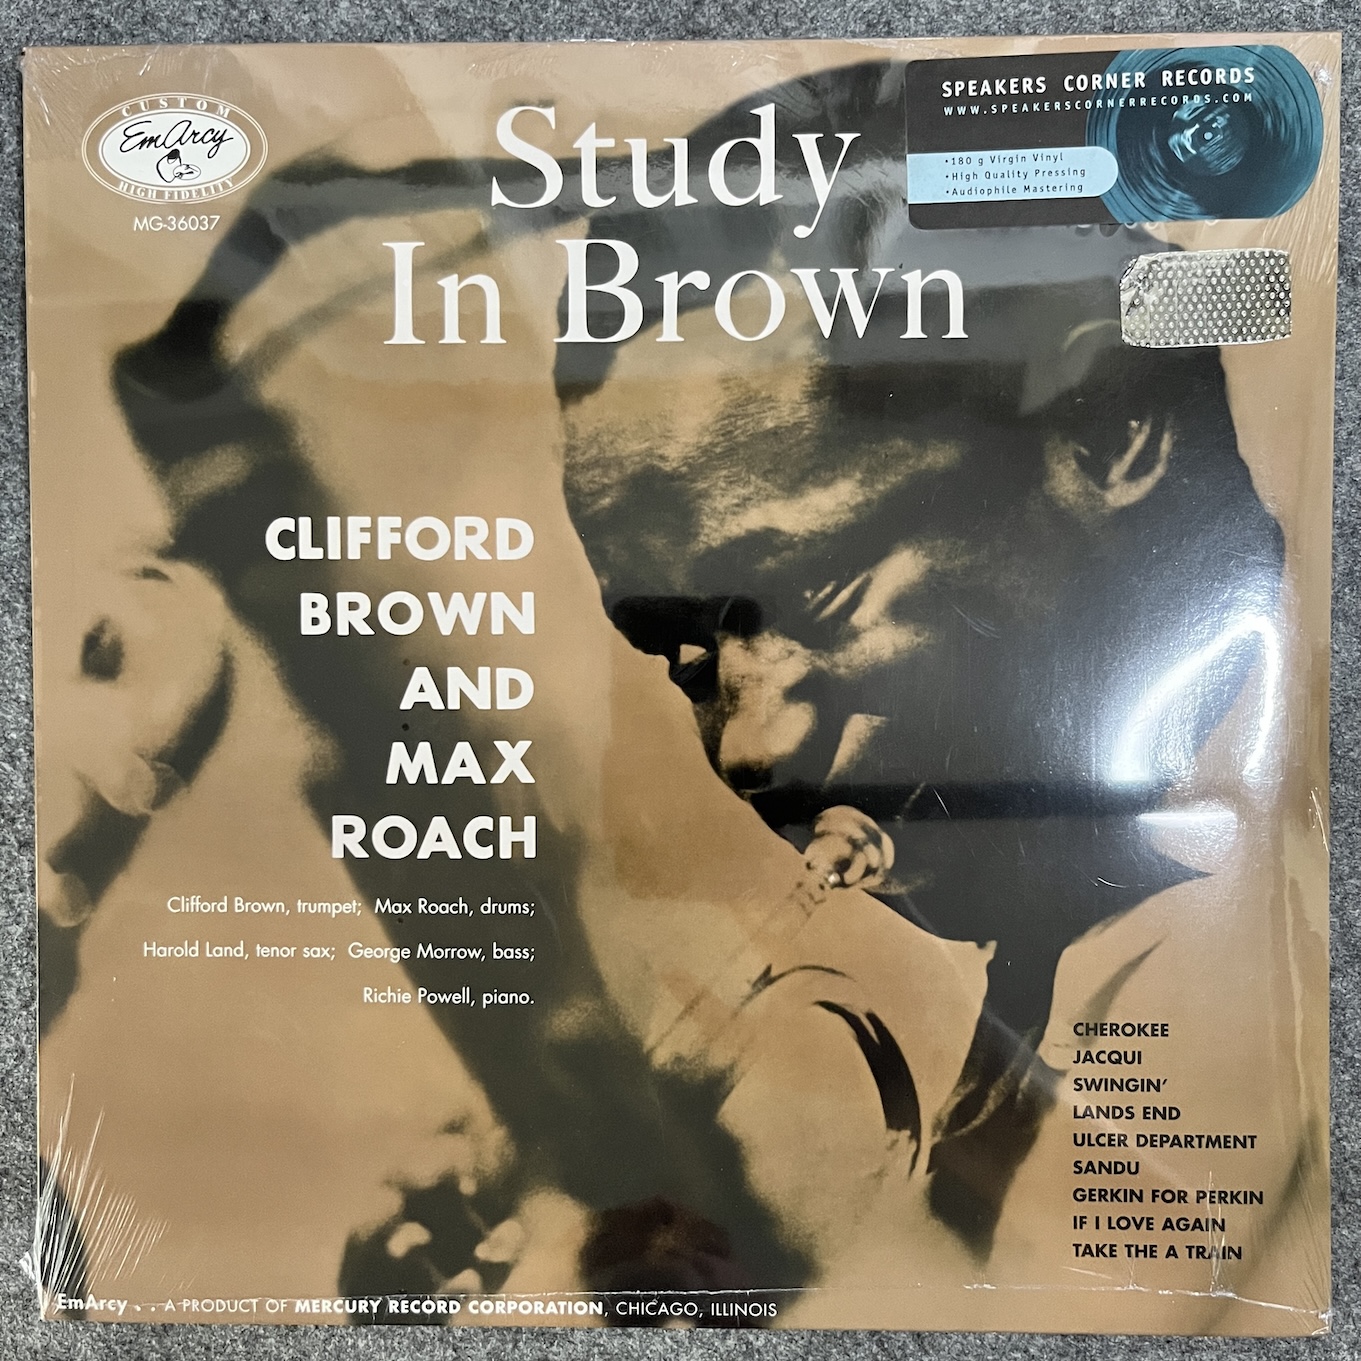 CUSTOM
EmArcy
HIGH FIDELITY
MG-36037
Study
In Brown
SPEAKERS CORNER RECORDS
WWW.SPEAKERSCORNERRECORDS.COM
•180 g Virgin Vinyl
•High Quality Pressing
•Audiophile Mastering
CLIFFORD
BROWN
AND
MAX
ROACH
Clifford Brown, trumpet; Max Roach, drums;
Harold Land, tenor sax; George Morrow, bass;
Richie Powell, piano.
CHEROKEE
JACQUI
SWINGIN'
LANDS END
ULCER DEPARTMENT
SANDU
GERKIN FOR PERKIN
IF I LOVE AGAIN
TAKE THE A TRAIN
EmArcy . . A PRODUCT OF MERCURY RECORD CORPORATION, CHICAGO, ILLINOIS